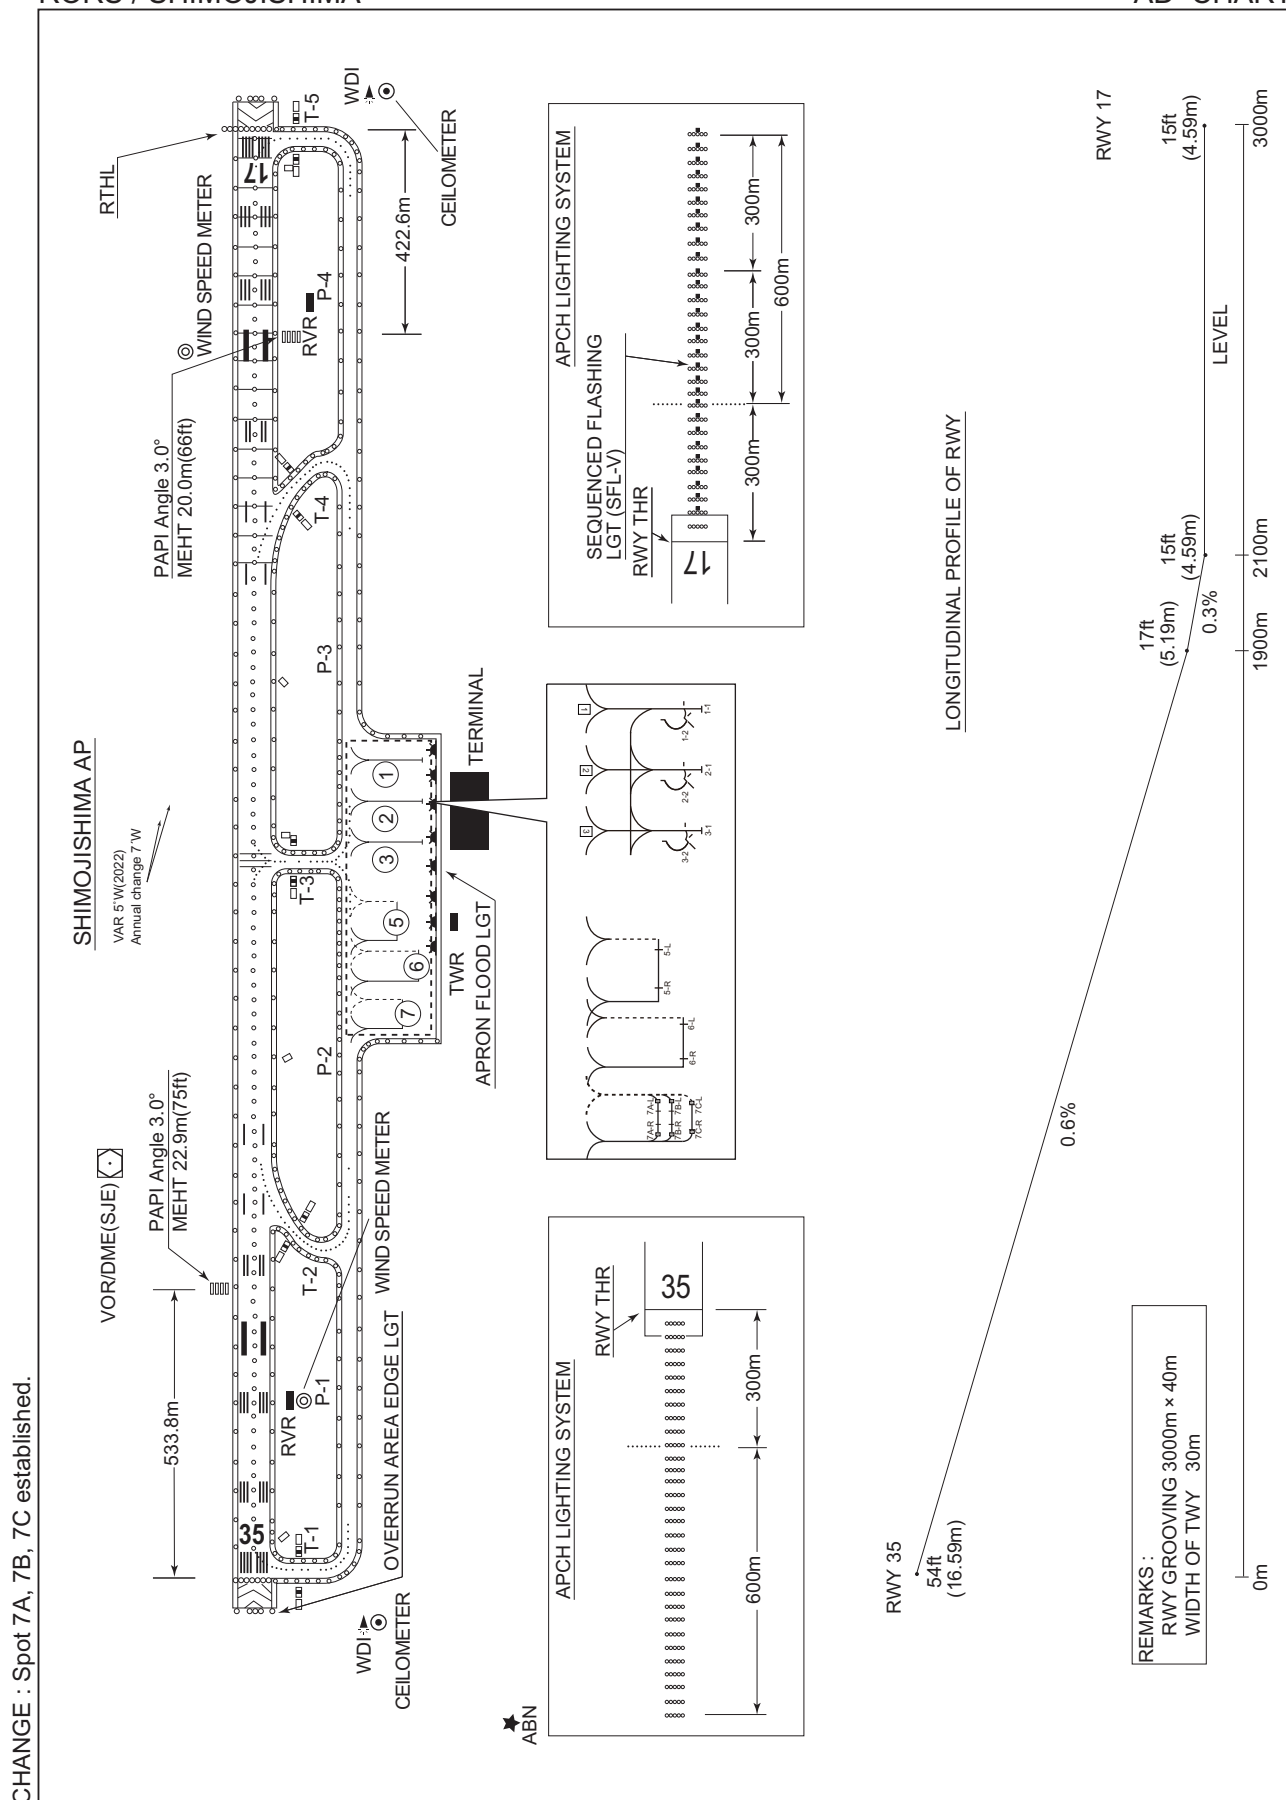 RORS / SHIMOJISHIMA
AD CHART
CHANGE : Spot 7A, 7B, 7C established.
SHIMOJISHIMA AP
VAR 5°W(2022)
Annual change 7'W
VOR/DME(SJE)
PAPI Angle 3.0°
MEHT 22.9m(75ft)
533.8m
PAPI Angle 3.0°
MEHT 20.0m(66ft)
WIND SPEED METER
RTHL
35
17
RVR
P-1
T-1
T-2
P-2
T-3
P-3
T-4
RVR
P-4
T-5
422.6m
WDI
CEILOMETER
WDI
CEILOMETER
OVERRUN AREA EDGE LGT
WIND SPEED METER
7
6
5
3
2
1
APRON FLOOD LGT
TWR
TERMINAL
ABN
APCH LIGHTING SYSTEM
RWY THR
35
600m
300m
7A-R
7A-L
7B-R
7B-L
7C-R
7C-L
6-R
6-L
5-R
5-L
3
2
1
3-2
3-1
2-2
2-1
1-2
1-1
APCH LIGHTING SYSTEM
SEQUENCED FLASHING
LGT (SFL-V)
RWY THR
17
300m
300m
300m
600m
LONGITUDINAL PROFILE OF RWY
RWY 35
54ft
(16.59m)
0.6%
17ft
(5.19m)
0.3%
15ft
(4.59m)
LEVEL
RWY 17
15ft
(4.59m)
0m
1900m
2100m
3000m
REMARKS :
RWY GROOVING 3000m × 40m
WIDTH OF TWY 30m